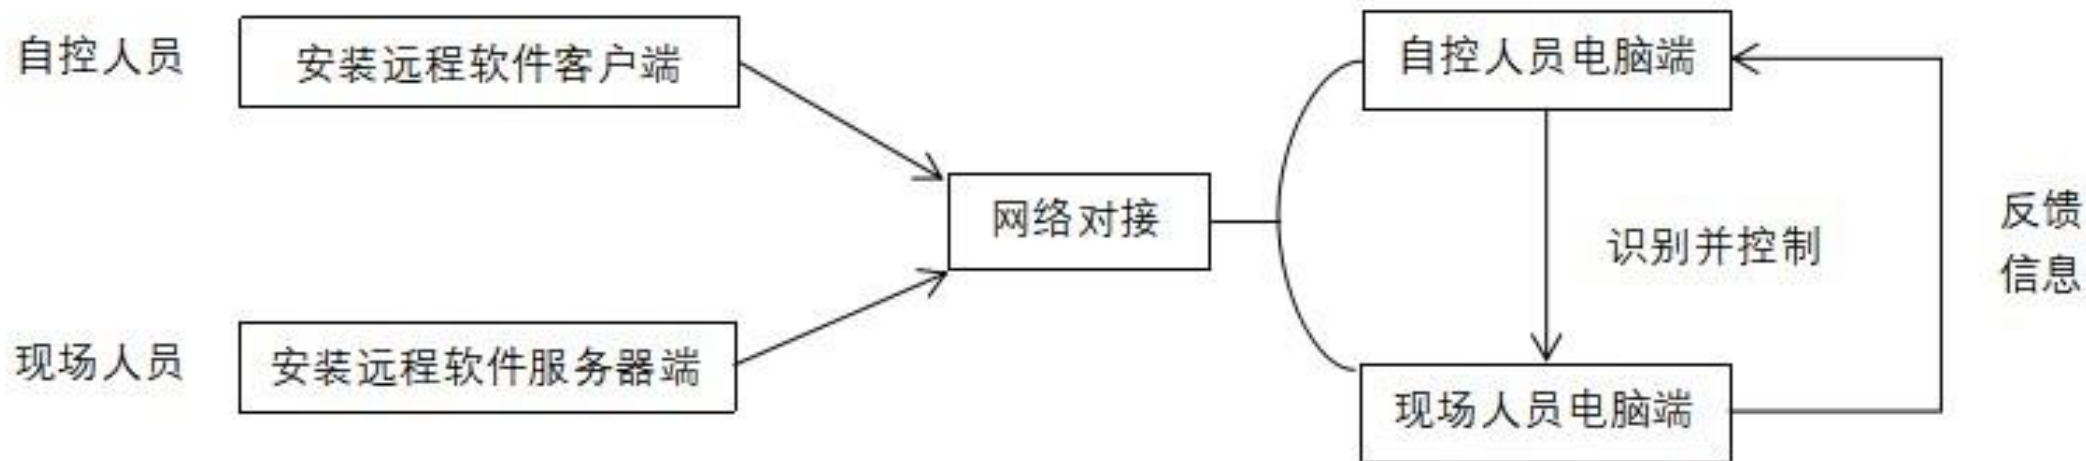 自控人员
安装远程软件客户端
自控人员电脑端
网络对接
识别并控制
反馈
信息
现场人员
安装远程软件服务器端
现场人员电脑端